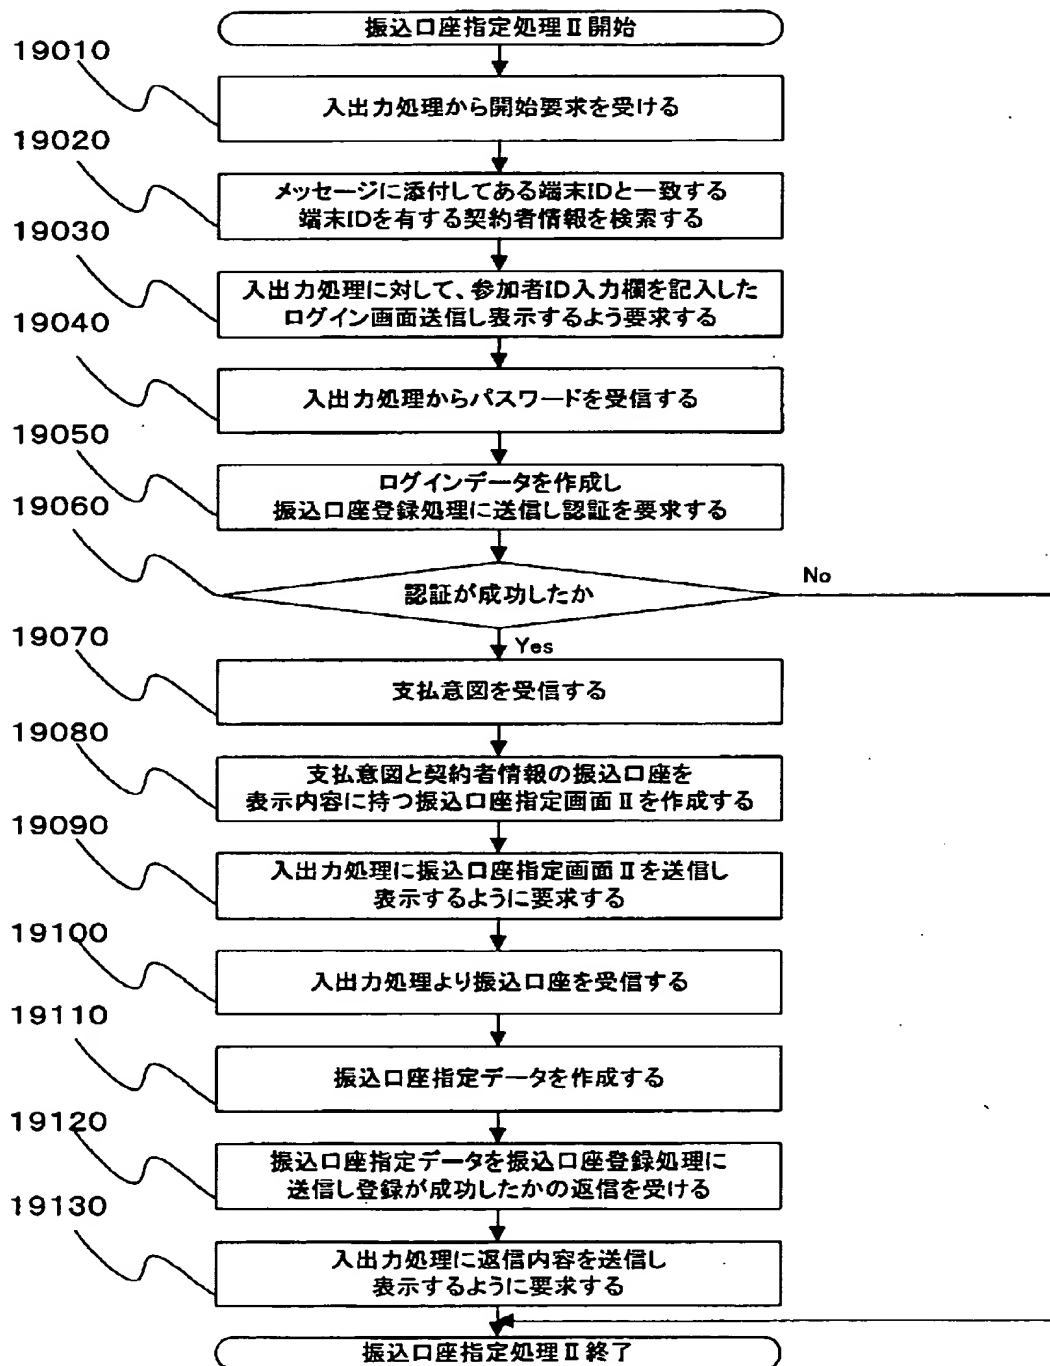 振込口座指定処理Ⅱ開始
19010
入出力処理から開始要求を受ける
19020
メッセージに添付してある端末IDと一致する
端末IDを有する契約者情報を検索する
19030
入出力処理に対して、参加者ID入力欄を記入した
ログイン画面送信し表示するよう要求する
19040
入出力処理からパスワードを受信する
19050
ログインデータを作成し
振込口座登録処理に送信し認証を要求する
19060
認証が成功したか
No
Yes
19070
支払意図を受信する
19080
支払意図と契約者情報の振込口座を
表示内容に持つ振込口座指定画面Ⅱを作成する
19090
入出力処理に振込口座指定画面Ⅱを送信し
表示するように要求する
19100
入出力処理より振込口座を受信する
19110
振込口座指定データを作成する
19120
振込口座指定データを振込口座登録処理に
送信し登録が成功したかの返信を受ける
19130
入出力処理に返信内容を送信し
表示するように要求する
振込口座指定処理Ⅱ終了